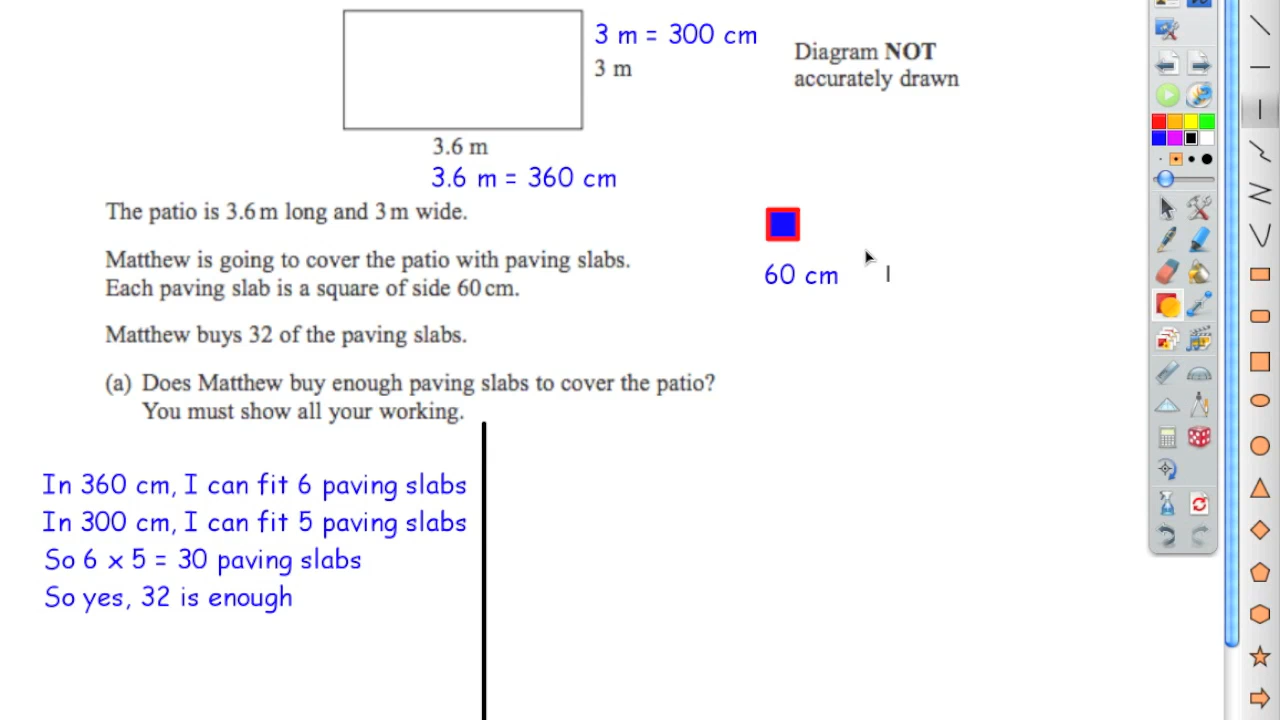 3 m = 300 cm
3 m
Diagram NOT
accurately drawn
3.6 m
3.6 m = 360 cm
The patio is 3.6 m long and 3 m wide.
Matthew is going to cover the patio with paving slabs.
Each paving slab is a square of side 60 cm.
60 cm
Matthew buys 32 of the paving slabs.
(a) Does Matthew buy enough paving slabs to cover the patio?
You must show all your working.
In 360 cm, I can fit 6 paving slabs
In 300 cm, I can fit 5 paving slabs
So 6 x 5 = 30 paving slabs
So yes, 32 is enough